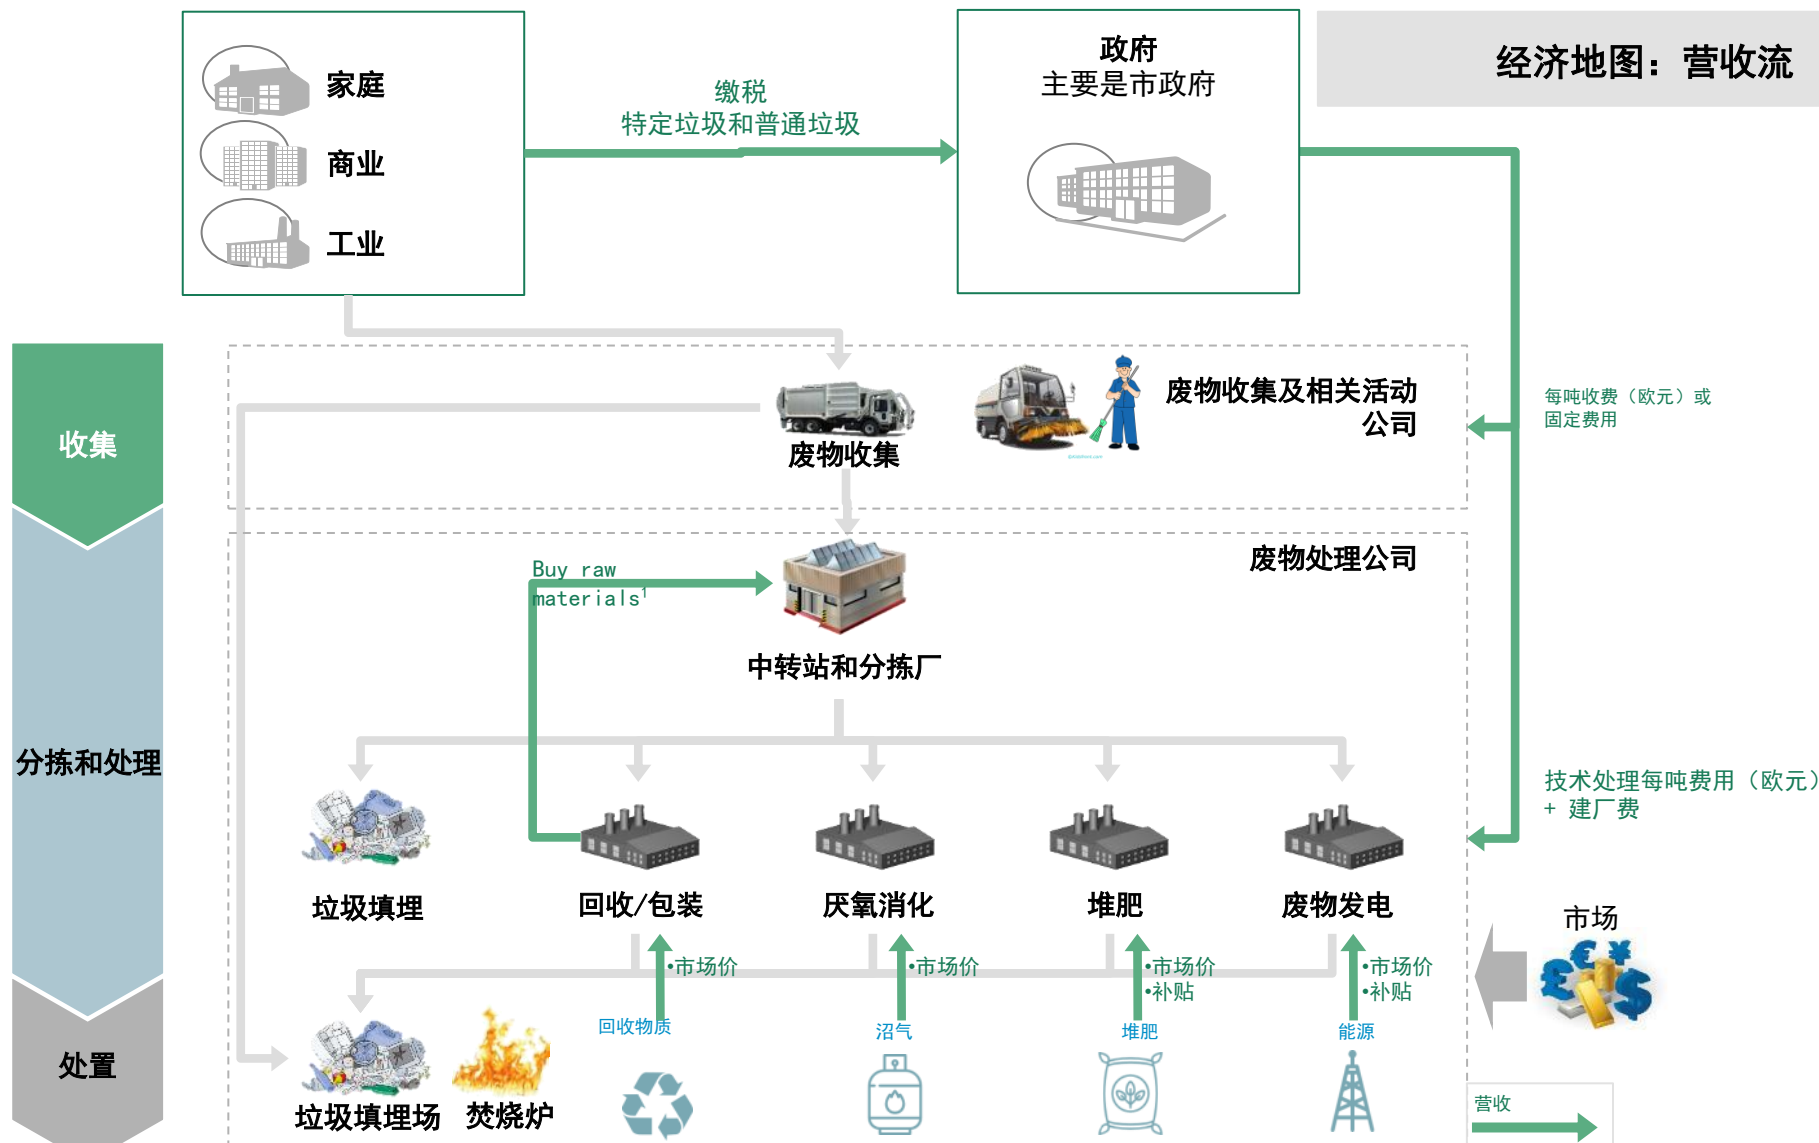 经济地图：营收流
家庭
商业
工业
缴税
特定垃圾和普通垃圾
政府
主要是市政府
收集
废物收集
废物收集及相关活动
公司
每吨收费（欧元）或
固定费用
废物处理公司
Buy raw
materials¹
中转站和分拣厂
分拣和处理
技术处理每吨费用（欧元）
+ 建厂费
垃圾填埋
回收/包装
厌氧消化
堆肥
废物发电
市场
•市场价
•市场价
•市场价
•补贴
•市场价
•补贴
回收物质
沼气
堆肥
能源
处置
垃圾填埋场
焚烧炉
营收